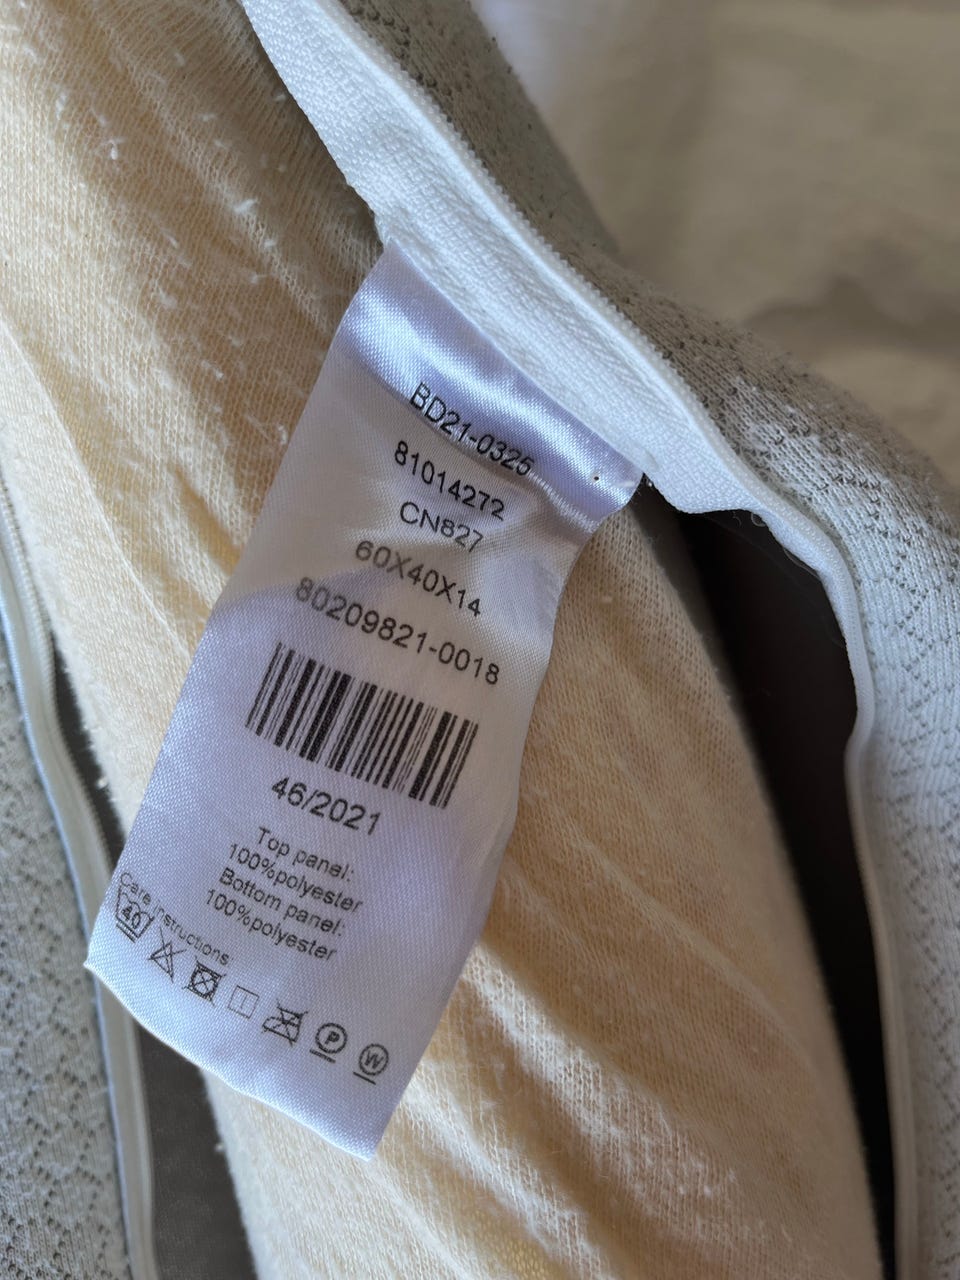 BD21-0325
81014272
CN827
60X40X14
80209821-0018
46/2021
Top panel:
100%polyester
Bottom panel:
100%polyester
Care instructions
40
P
W